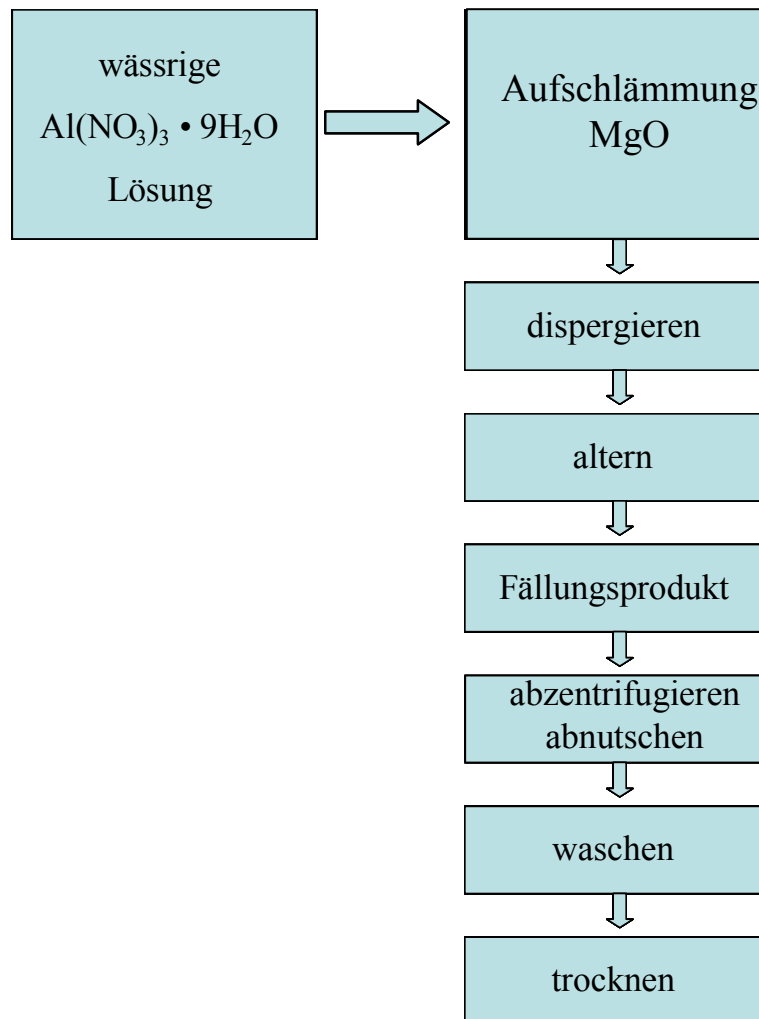 wässrige
Al(NO₃)₃ • 9H₂O
Lösung
Aufschlämmung
MgO
dispergieren
altern
Fällungsprodukt
abzentrifugieren
abnutschen
waschen
trocknen